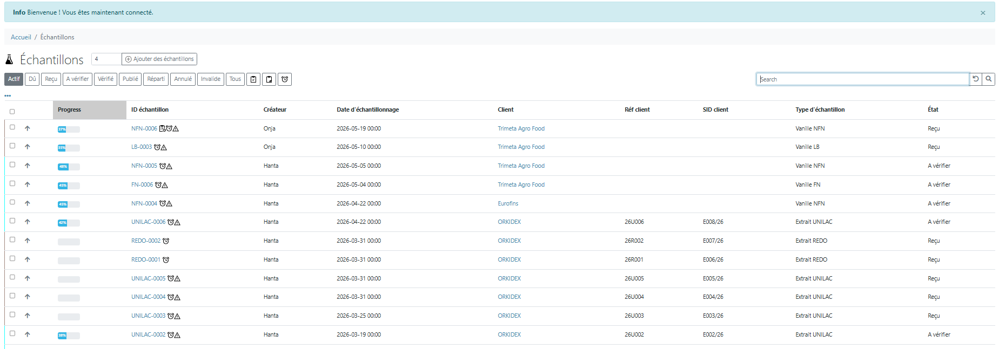 Info Bienvenue ! Vous êtes maintenant connecté. ×
Accueil / Échantillons
Échantillons 4 Ajouter des échantillons
Actif Dû Reçu A vérifier Vérifié Publié Réparti Annulé Invalide Tous Search
Progress ID échantillon Créateur Date d'échantillonnage Client Réf client SID client Type d'échantillon État
37% NFN-0006 Onja 2026-05-19 00:00 Trimeta Agro Food Vanille NFN Reçu
35% LB-0003 Onja 2026-05-10 00:00 Trimeta Agro Food Vanille LB Reçu
48% NFN-0005 Hanta 2026-05-05 00:00 Trimeta Agro Food Vanille NFN A vérifier
45% FN-0006 Hanta 2026-05-04 00:00 Trimeta Agro Food Vanille FN A vérifier
45% NFN-0004 Hanta 2026-04-22 00:00 Eurofins Vanille NFN A vérifier
42% UNILAC-0006 Hanta 2026-04-22 00:00 ORKIDEX 26U006 E008/26 Extrait UNILAC A vérifier
REDO-0002 Hanta 2026-03-31 00:00 ORKIDEX 26R002 E007/26 Extrait REDO Reçu
REDO-0001 Hanta 2026-03-31 00:00 ORKIDEX 26R001 E006/26 Extrait REDO Reçu
UNILAC-0005 Hanta 2026-03-31 00:00 ORKIDEX 26U005 E005/26 Extrait UNILAC Reçu
UNILAC-0004 Hanta 2026-03-31 00:00 ORKIDEX 26U004 E004/26 Extrait UNILAC Reçu
UNILAC-0003 Hanta 2026-03-25 00:00 ORKIDEX 26U003 E003/26 Extrait UNILAC Reçu
38% UNILAC-0002 Hanta 2026-03-19 00:00 ORKIDEX 26U002 E002/26 Extrait UNILAC A vérifier